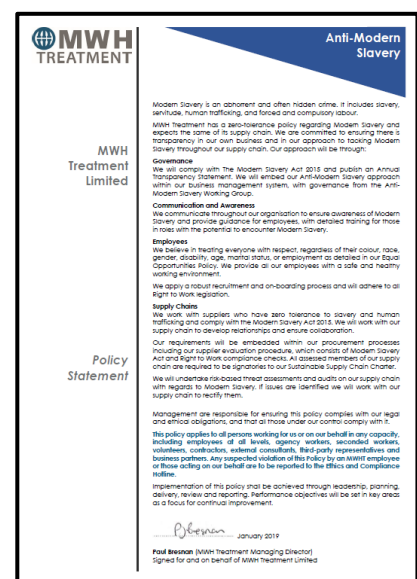 MWH
TREATMENT
Anti-Modern
Slavery
MWH
Treatment
Limited
Policy
Statement
Modern Slavery is an abhorrent and often hidden crime. It includes slavery,
servitude, human trafficking, and forced and compulsory labour.
MWH Treatment has a zero-tolerance policy regarding Modern Slavery and
expects the same of its supply chain. We are committed to ensuring there is
transparency in our own business and in our approach to tackling Modern
Slavery throughout our supply chain. Our approach will be through:
Governance
We will comply with The Modern Slavery Act 2015 and publish an Annual
Transparency Statement. We will embed our Anti-Modern Slavery approach
within our business management system, with governance from the Anti-
Modern Slavery Working Group.
Communication and Awareness
We communicate throughout our organisation to ensure awareness of Modern
Slavery and provide guidance for employees, with detailed training for those
in roles with the potential to encounter Modern Slavery.
Employees
We believe in treating everyone with respect, regardless of their colour, race,
gender, disability, age, marital status, or employment as detailed in our Equal
Opportunities Policy. We provide all our employees with a safe and healthy
working environment.
We apply a robust recruitment and on-boarding process and will adhere to all
Right to Work legislation.
Supply Chains
We work with suppliers who have zero tolerance to slavery and human
trafficking and comply with the Modern Slavery Act 2015. We will work with our
supply chain to develop relationships and ensure collaboration.
Our requirements will be embedded within our procurement processes
including our supplier evaluation procedure, which consists of Modern Slavery
Act and Right to Work compliance checks. All assessed members of our supply
chain are required to be signatories to our Sustainable Supply Chain Charter.
We will undertake risk-based threat assessments and audits on our supply chain
with regards to Modern Slavery. If issues are identified we will work with our
supply chain to rectify them.
Management are responsible for ensuring this policy complies with our legal
and ethical obligations, and that all those under our control comply with it.
This policy applies to all persons working for us or on our behalf in any capacity,
including employees at all levels, agency workers, seconded workers,
volunteers, contractors, external consultants, third-party representatives and
business partners. Any suspected violation of this Policy by an MWHT employee
or those acting on our behalf are to be reported to the Ethics and Compliance
Hotline.
Implementation of this policy shall be achieved through leadership, planning,
delivery, review and reporting. Performance objectives will be set in key areas
as a focus for continual improvement.
PJ Bresnan January 2019
Paul Bresnan (MWH Treatment Managing Director)
Signed for and on behalf of MWH Treatment Limited